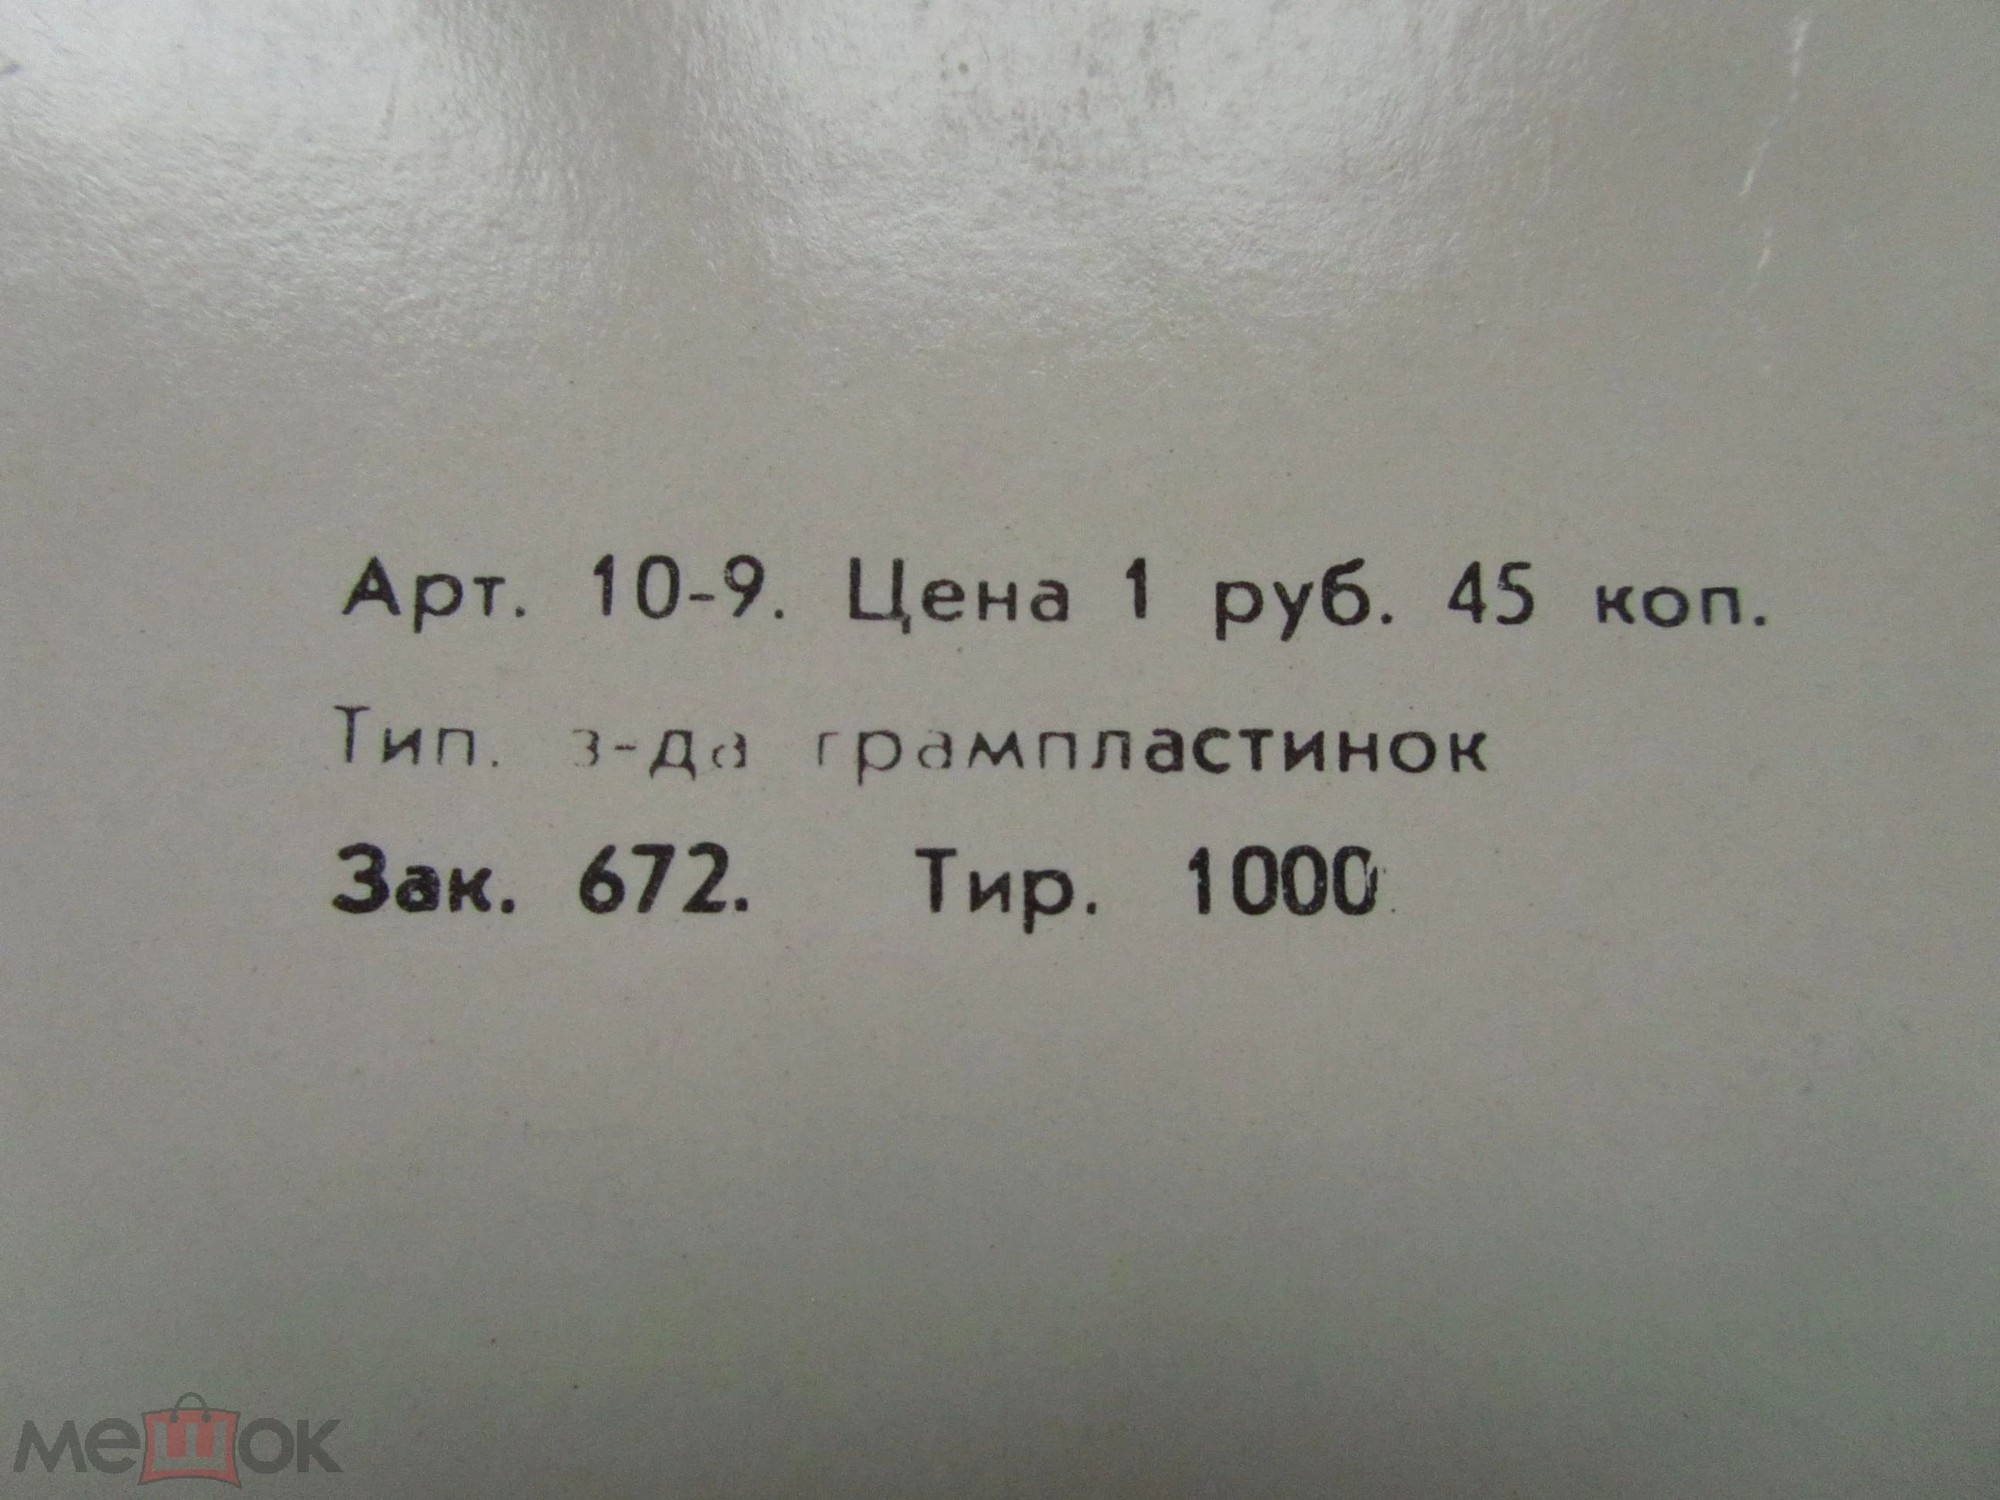 Арт. 10-9. Цена 1 руб. 45 коп.
Тип. з-да грампластинок
Зак. 672. Тир. 1000.
мешок